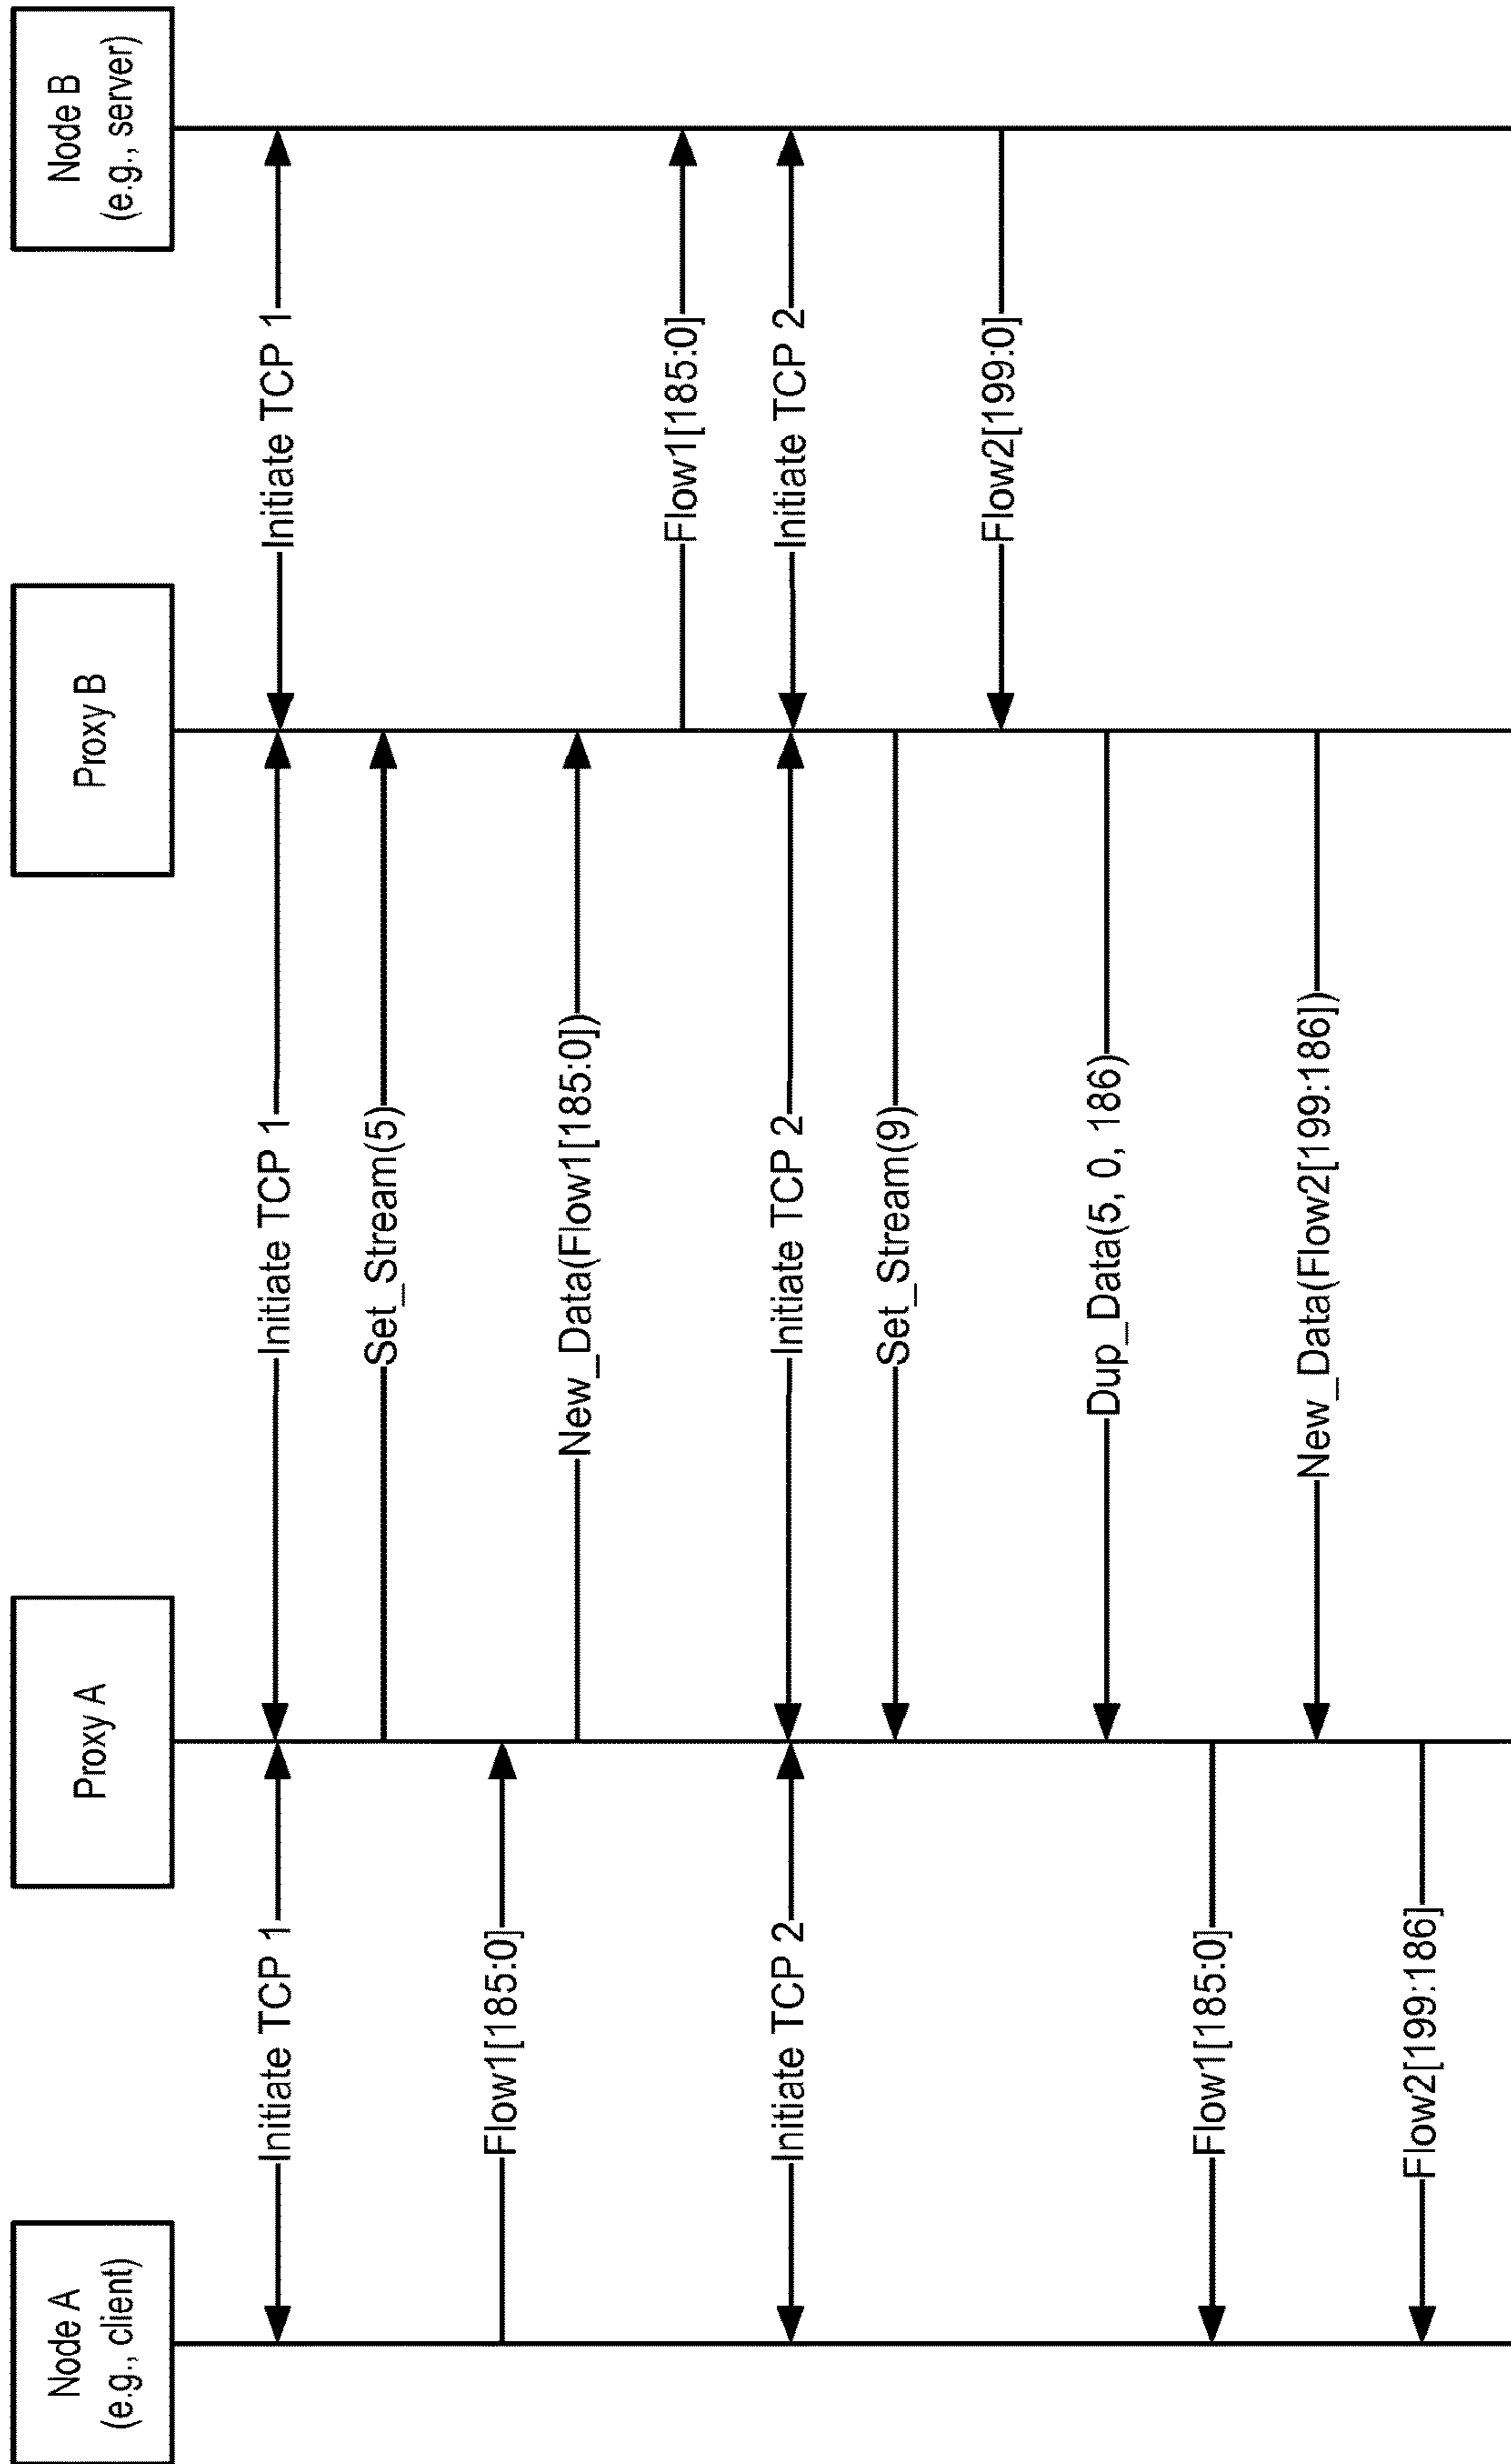 Node A
(e.g., client)
Proxy A
Proxy B
Node B
(e.g., server)
Initiate TCP 1
Initiate TCP 1
Initiate TCP 1
Set_Stream(5)
Flow1[185:0]
New_Data(Flow1[185:0])
Flow1[185:0]
Initiate TCP 2
Initiate TCP 2
Initiate TCP 2
Set_Stream(9)
Flow2[199:0]
Dup_Data(5, 0, 186)
Flow1[185:0]
New_Data(Flow2[199:186])
Flow2[199:186]